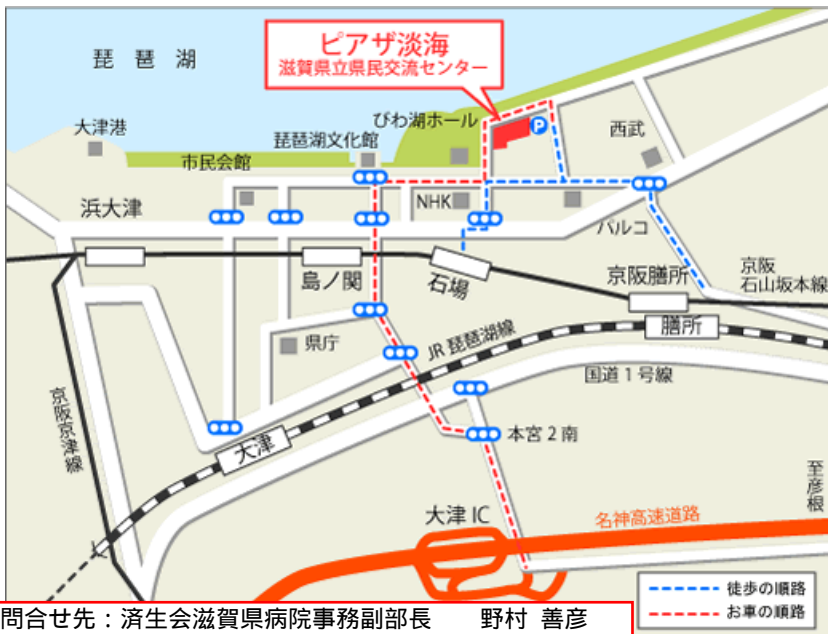 ピアザ淡海
滋賀県立県民交流センター
琵 琶 湖
大津港
びわ湖ホール
琵琶湖文化館
市民会館
P
西武
浜大津
NHK
パルコ
島ノ関
石場
京阪膳所
京阪
石山坂本線
膳所
県庁
JR 琵琶湖線
国道1号線
京阪京津線
大津
本宮2南
至彦根
大津 IC
名神高速道路
徒歩の順路
お車の順路
問合せ先：済生会滋賀県病院事務副部長　　野村 善彦